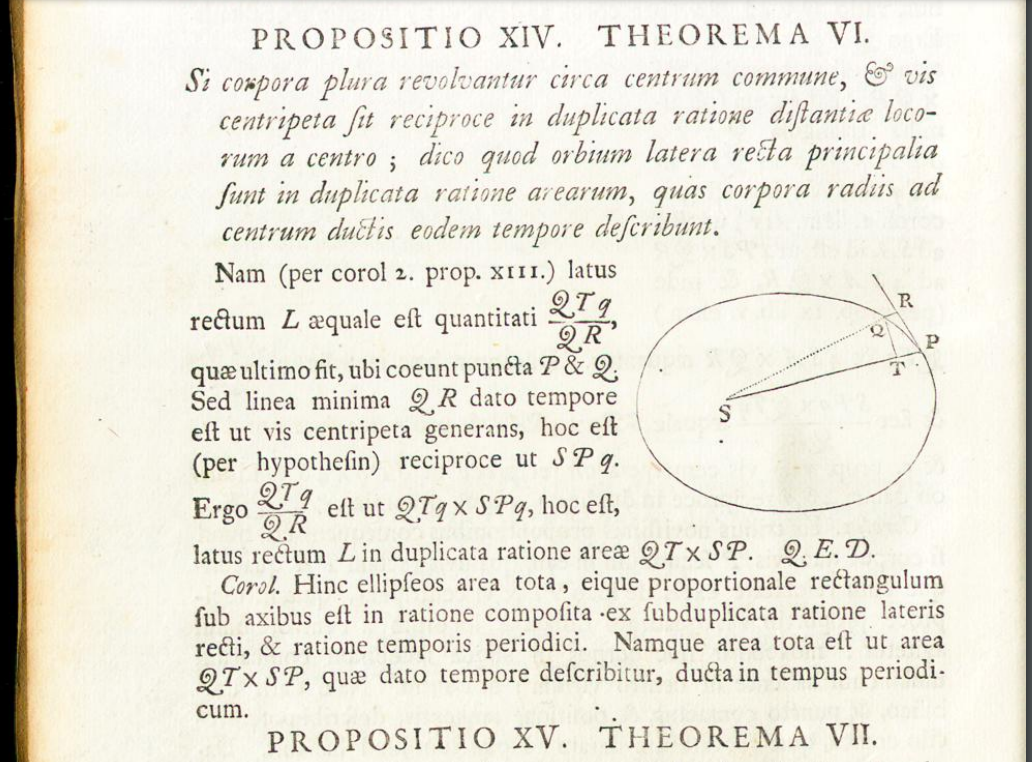 PROPOSITIO XIV. THEOREMA VI.
Si corpora plura revolvantur circa centrum commune, & vis
centripeta ſit reciproce in duplicata ratione diſtantiæ loco-
rum a centro ; dico quod orbium latera recta principalia
ſunt in duplicata ratione arearum, quas corpora radiis ad
centrum ductis eodem tempore deſcribunt.
Nam (per corol 2. prop. XIII.) latus
rectum L æquale eſt quantitati QTq/QR,
quæ ultimo fit, ubi coeunt puncta P & Q.
Sed linea minima QR dato tempore
eſt ut vis centripeta generans, hoc eſt
(per hypotheſin) reciproce ut SPq.
Ergo QTq/QR eſt ut QTq x SPq, hoc eſt,
latus rectum L in duplicata ratione areæ QT x SP. Q. E. D.
Corol. Hinc ellipſeos area tota, eique proportionale rectangulum
ſub axibus eſt in ratione compoſita ex ſubduplicata ratione lateris
recti, & ratione temporis periodici. Namque area tota eſt ut area
QT x SP, quæ dato tempore deſcribitur, ducta in tempus periodi-
cum.
R
Q
P
T
S
PROPOSITIO XV. THEOREMA VII.